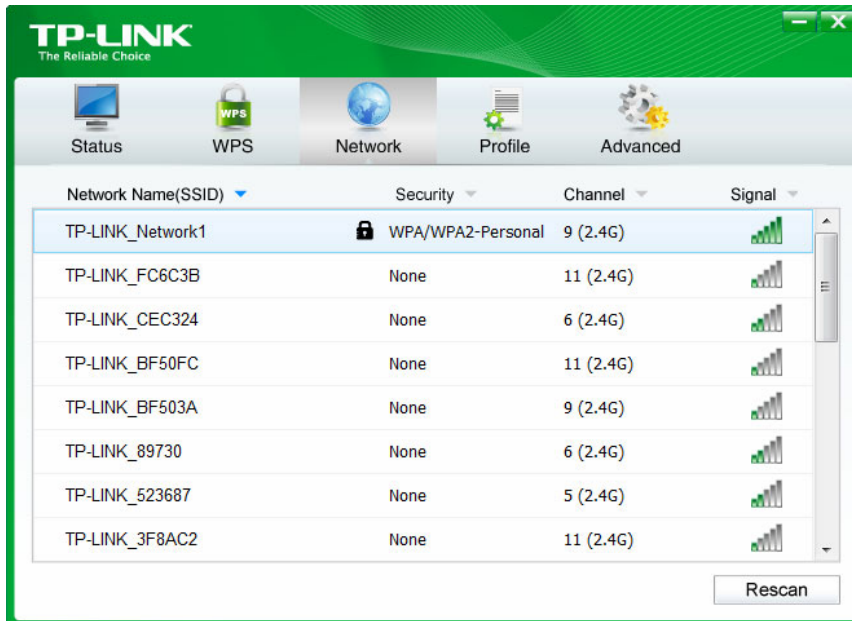 TP-LINK
The Reliable Choice
WPS
Status WPS Network Profile Advanced
Network Name(SSID) Security Channel Signal
TP-LINK_Network1 WPA/WPA2-Personal 9 (2.4G)
TP-LINK_FC6C3B None 11 (2.4G)
TP-LINK_CEC324 None 6 (2.4G)
TP-LINK_BF50FC None 11 (2.4G)
TP-LINK_BF503A None 9 (2.4G)
TP-LINK_89730 None 6 (2.4G)
TP-LINK_523687 None 5 (2.4G)
TP-LINK_3F8AC2 None 11 (2.4G)
Rescan